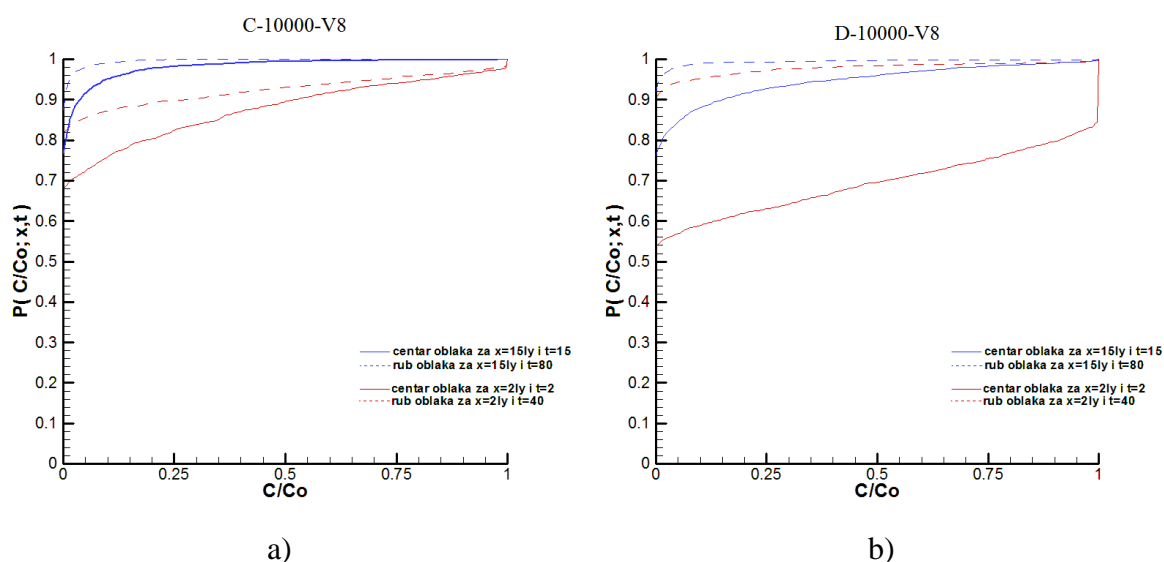 C-10000-V8
1
0.9
0.8
0.7
0.6
0.5
0.4
0.3
0.2
0.1
0
P( C/Co; x,t )
centar oblaka za x=15ly i t=15
rub oblaka za x=15ly i t=80
centar oblaka za x=2ly i t=2
rub oblaka za x=2ly i t=40
0 0.25 0.5 0.75 1
C/Co
a)
D-10000-V8
1
0.9
0.8
0.7
0.6
0.5
0.4
0.3
0.2
0.1
0
P( C/Co; x,t )
centar oblaka za x=15ly i t=15
rub oblaka za x=15ly i t=80
centar oblaka za x=2ly i t=2
rub oblaka za x=2ly i t=40
0 0.25 0.5 0.75 1
C/Co
b)